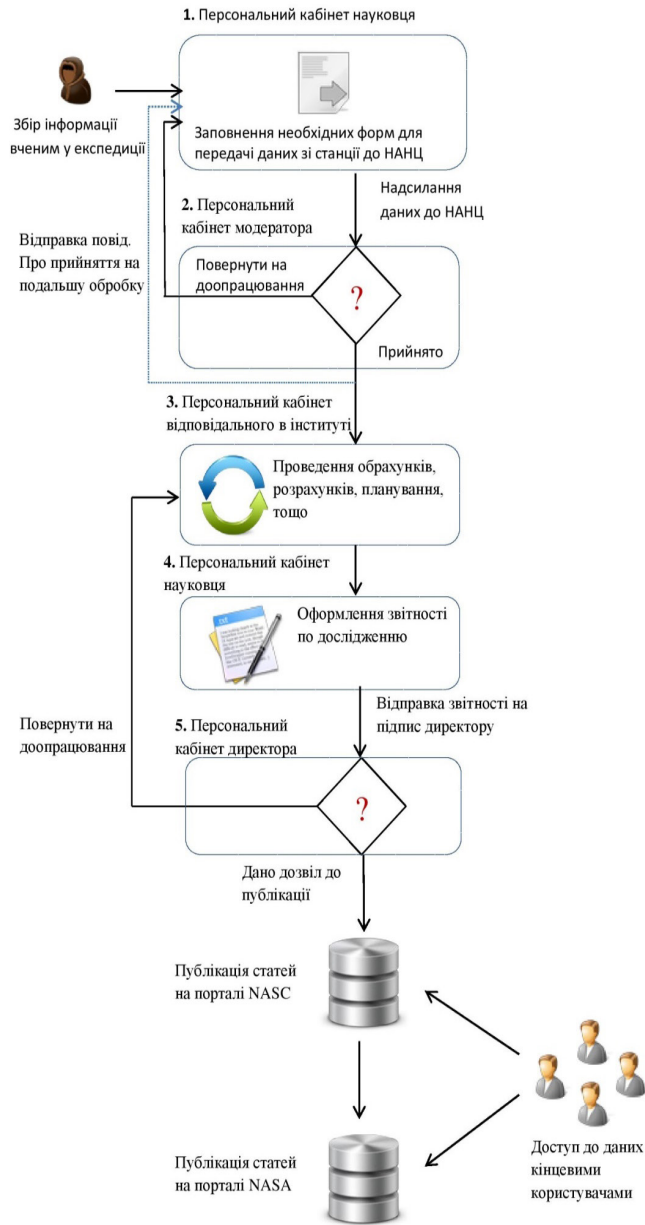 1. Персональний кабінет науковця
Збір інформації
вченим у експедиції
Заповнення необхідних форм для
передачі даних зі станції до НАНЦ
Надсилання
даних до НАНЦ
2. Персональний
кабінет модератора
Відправка повід.
Про прийняття на
подальшу обробку
Повернути на
доопрацювання
?
Прийнято
3. Персональний кабінет
відповідального в інституті
Проведення обрахунків,
розрахунків, планування,
тощо
4. Персональний кабінет
науковця
Оформлення звітності
по дослідженню
Відправка звітності на
підпис директору
5. Персональний
кабінет директора
Повернути на
доопрацювання
?
Дано дозвіл до
публікації
Публікація статей
на порталі NASC
Публікація статей
на порталі NASA
Доступ до даних
кінцевими
користувачами